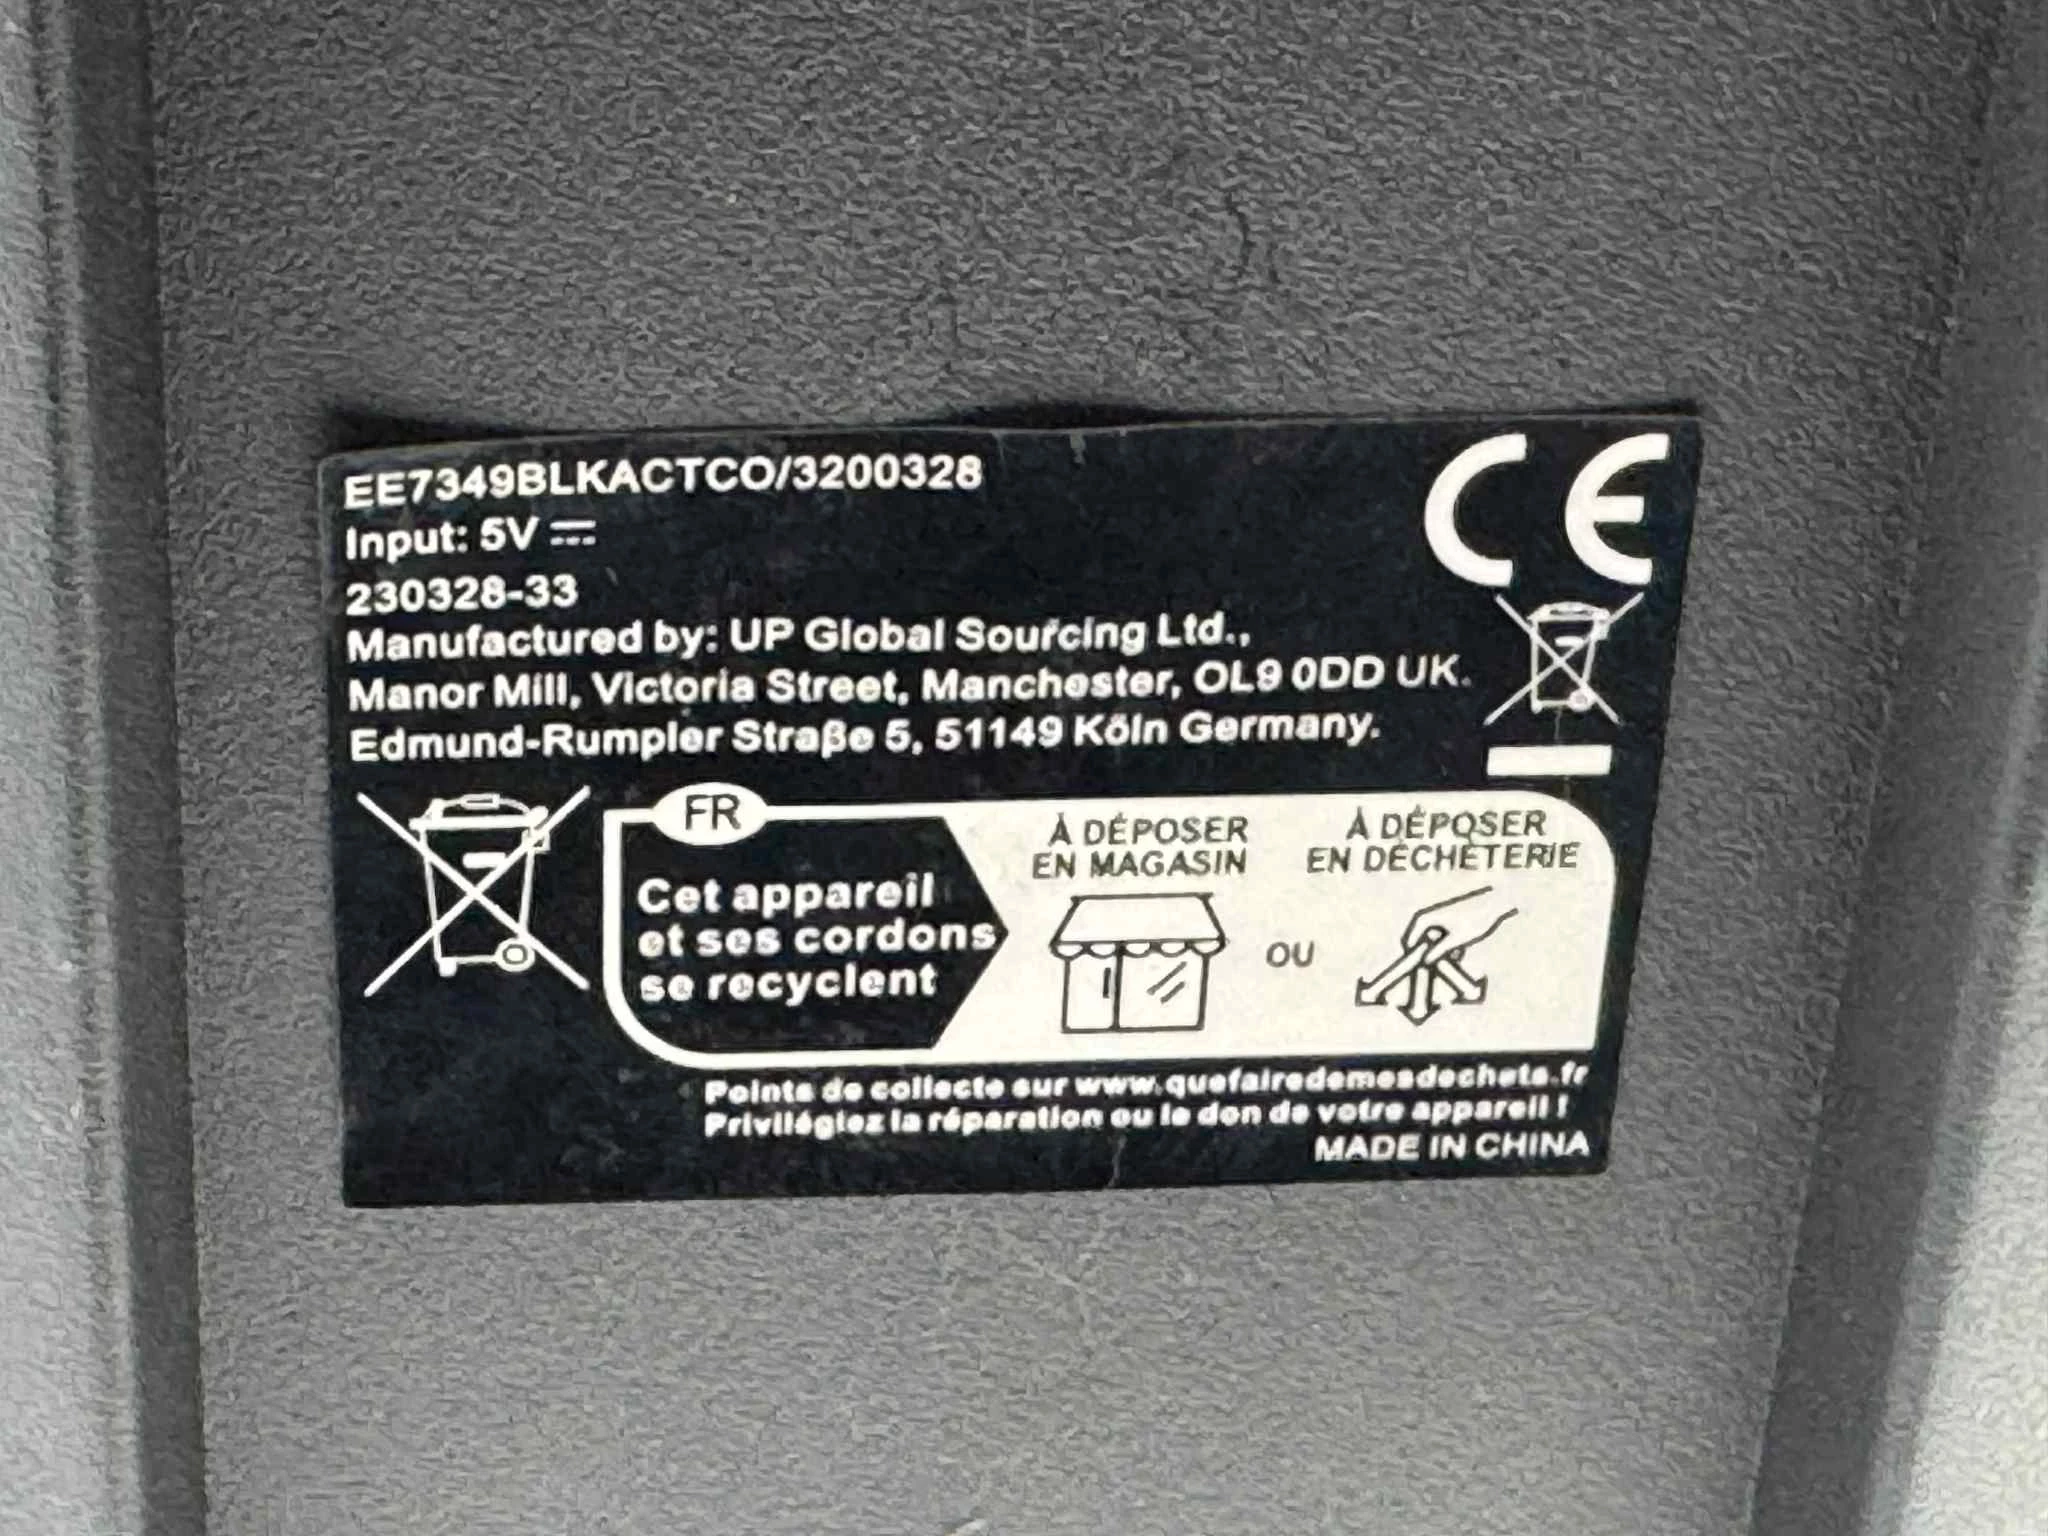 EE7349BLKACTCO/3200328
Input: 5V ⎓
230328-33
Manufactured by: UP Global Sourcing Ltd.,
Manor Mill, Victoria Street, Manchester, OL9 0DD UK.
Edmund-Rumpler Straße 5, 51149 Köln Germany.
CE
FR
Cet appareil
et ses cordons
se recyclent
À DÉPOSER
EN MAGASIN
OU
À DÉPOSER
EN DÉCHÈTERIE
Points de collecte sur www.quefairedemesdechets.fr
Privilégiez la réparation ou le don de votre appareil !
MADE IN CHINA